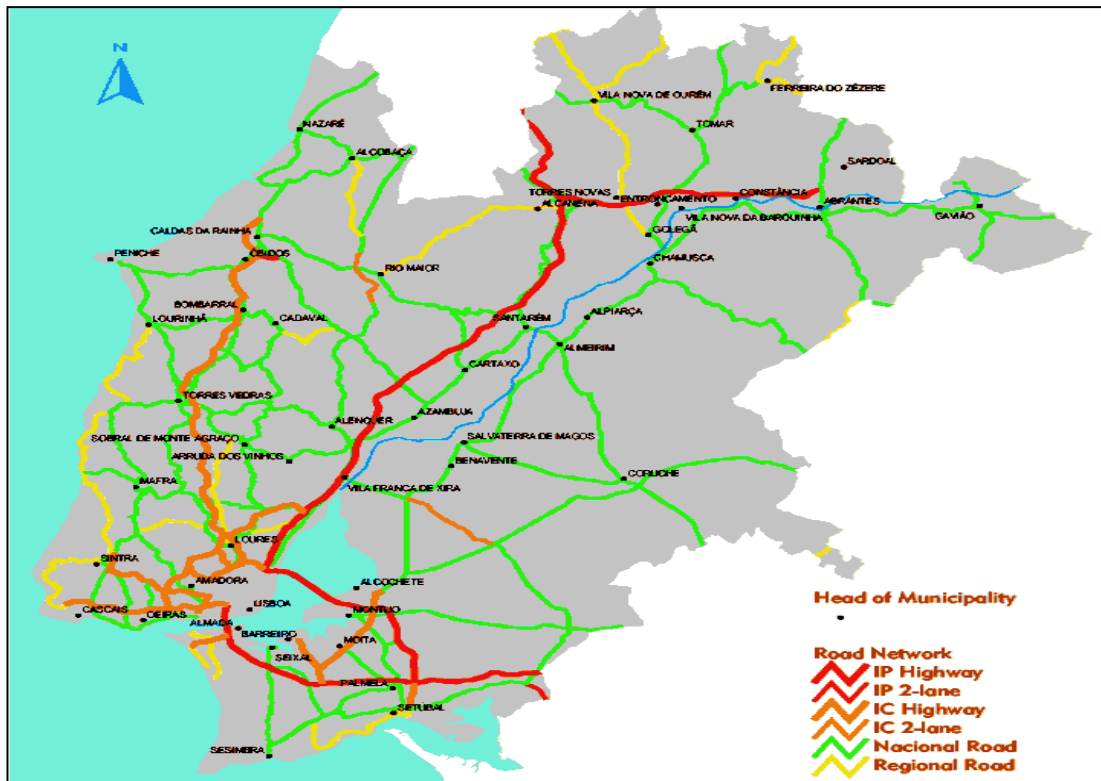 N
FERREIRA DO ZÊZERE
VILA NOVA DE OURÉM
NAZARÉ
TOMAR
ALCOBAÇA
SARDOAL
TORRES NOVAS
ENTRONCAMENTO
CONSTÂNCIA
ALCANENA
ABRANTES
VILA NOVA DA BARQUINHA
GAVIÃO
CALDAS DA RAINHA
GOLEGÃ
PENICHE
ÓBIDOS
CHAMUSCA
RIO MAIOR
BOMBARRAL
LOURINHÃ
CADAVAL
SANTARÉM
ALPIARÇA
ALMEIRIM
CARTAXO
TORRES VEDRAS
AZAMBUJA
ALENQUER
SOBRAL DE MONTE AGRAÇO
SALVATERRA DE MAGOS
ARRUDA DOS VINHOS
BENAVENTE
CORUCHE
MAFRA
VILA FRANCA DE XIRA
LOURES
SINTRA
AMADORA
ALCOCHETE
CASCAIS
LISBOA
MONTIJO
OEIRAS
ALMADA
BARREIRO
MOITA
SEIXAL
PALMELA
SETÚBAL
SESIMBRA
Head of Municipality
Road Network
IP Highway
IP 2-lane
IC Highway
IC 2-lane
Nacional Road
Regional Road